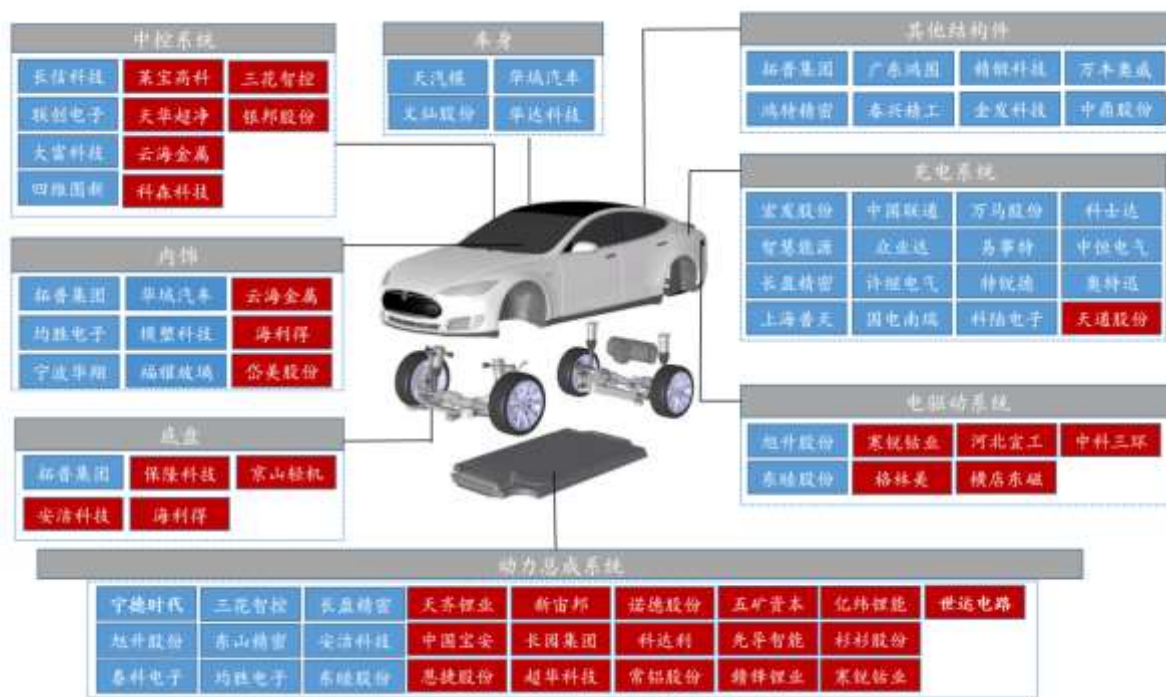 中控系统
长信科技 莱宝高科 三花智控
联创电子 天华超净 银邦股份
大富科技 云海金属
四维图新 科森科技
车身
天汽模 华域汽车
文灿股份 华达科技
其他结构件
拓普集团 广东鸿图 精锻科技 万丰奥威
鸿特精密 春兴精工 金发科技 中鼎股份
充电系统
宏发股份 中国联通 万马股份 科士达
智慧能源 众业达 易事特 中恒电气
长盈精密 许继电气 特锐德 奥特迅
上海普天 国电南瑞 科陆电子 天通股份
内饰
拓普集团 华域汽车 云海金属
均胜电子 模塑科技 海利得
宁波华翔 福耀玻璃 岱美股份
底盘
拓普集团 保隆科技 京山轻机
安洁科技 海利得
电驱动系统
旭升股份 寒锐钴业 河北宣工 中科三环
东睦股份 格林美 横店东磁
动力总成系统
宁德时代 三花智控 长盈精密 天齐锂业 新宙邦 诺德股份 五矿资本 亿纬锂能 世运电路
旭升股份 东山精密 安洁科技 中国宝安 长园集团 科达利 先导智能 杉杉股份
泰科电子 均胜电子 东睦股份 恩捷股份 超华科技 常铝股份 赣锋锂业 寒锐钴业